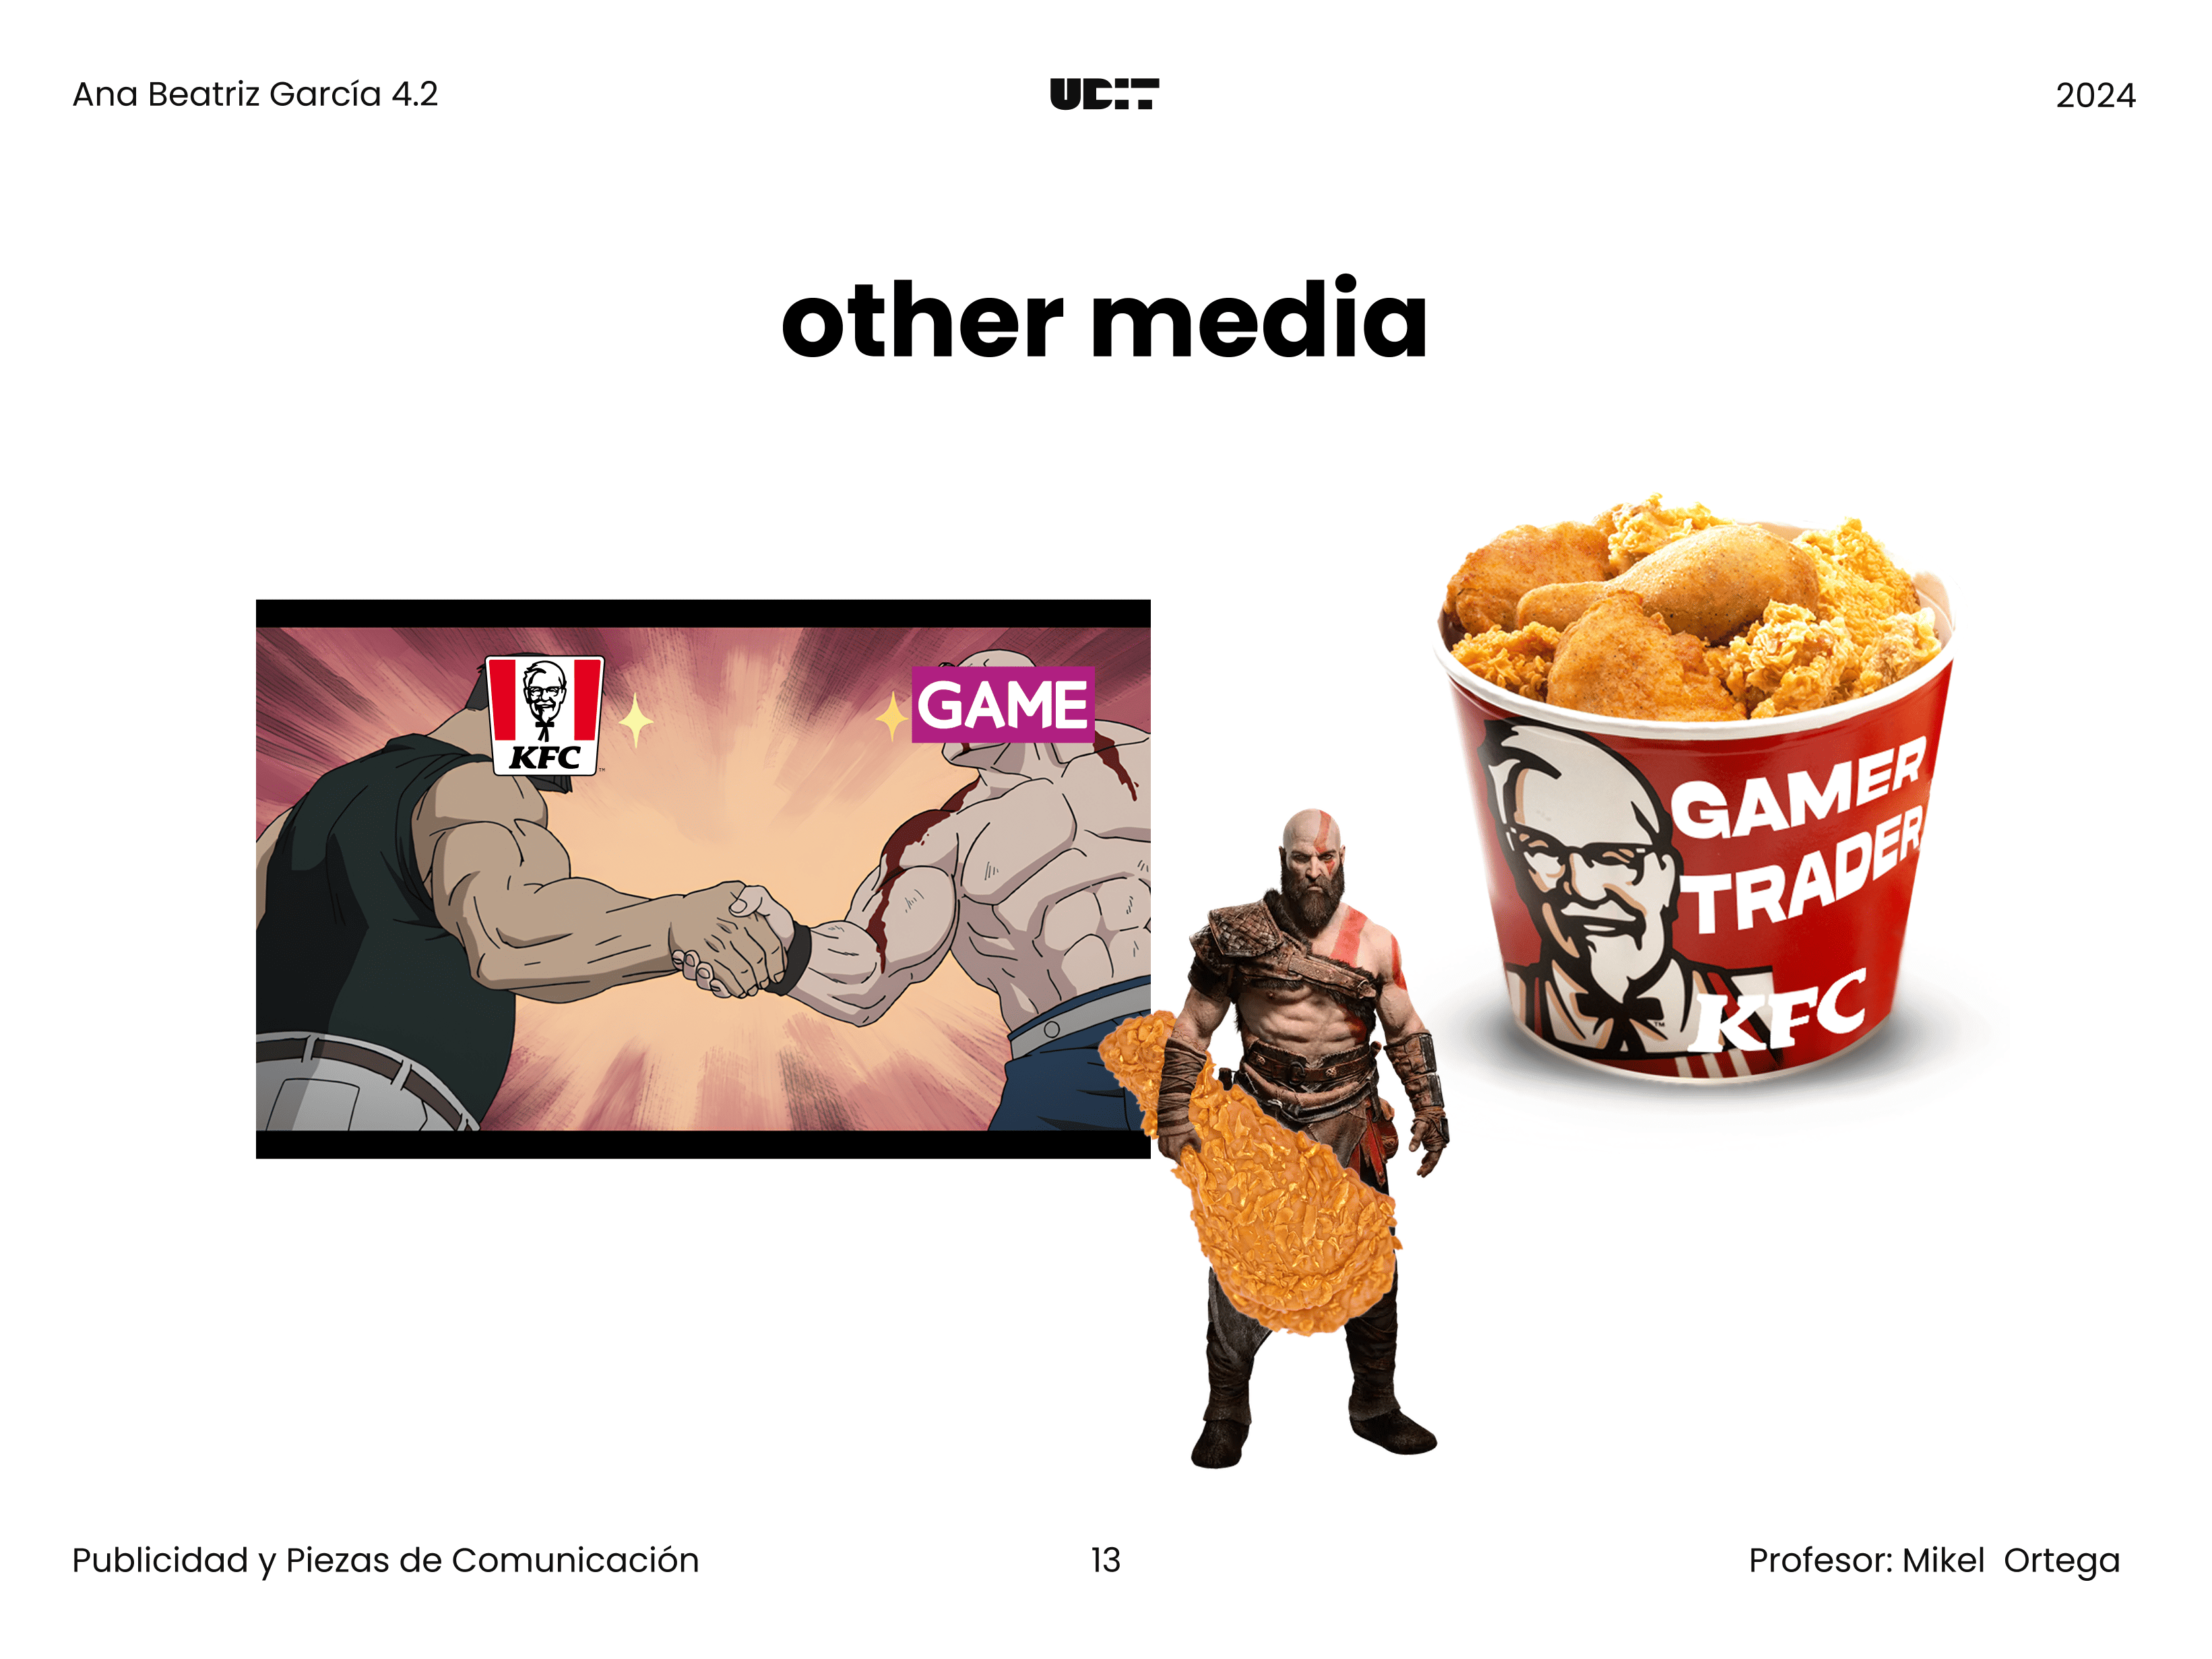 Ana Beatriz García 4.2
UDIT
2024
other media
KFC
GAME
GAMER
TRADER
KFC
Publicidad y Piezas de Comunicación
13
Profesor: Mikel  Ortega